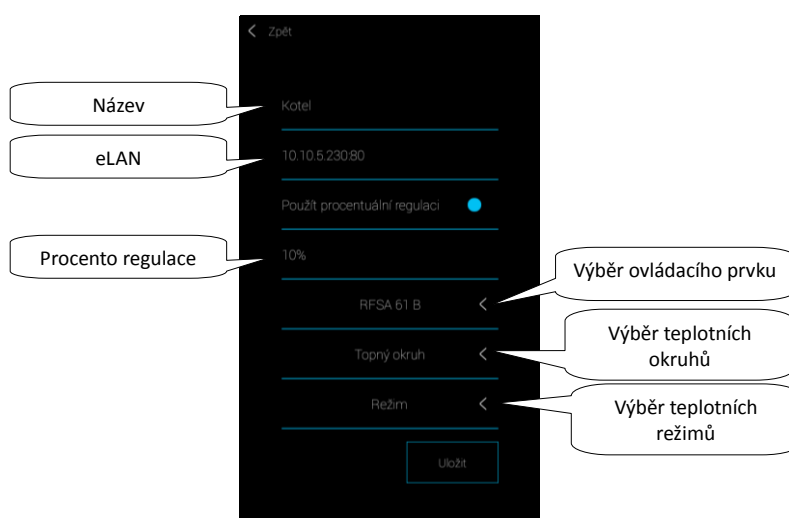 Zpět
Název
Kotel
eLAN
10.10.5.230:80
Použít procentuální regulaci
Procento regulace
10%
Výběr ovládacího prvku
RFSA 61 B
Výběr teplotních
okruhů
Topný okruh
Výběr teplotních
režimů
Režim
Uložit